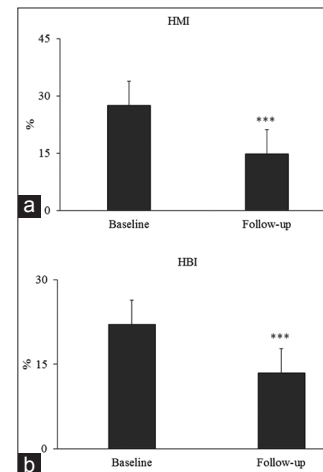 HMI
45
30
15
0
%
***
Baseline Follow-up
a
HBI
30
15
0
%
***
Baseline Follow-up
b